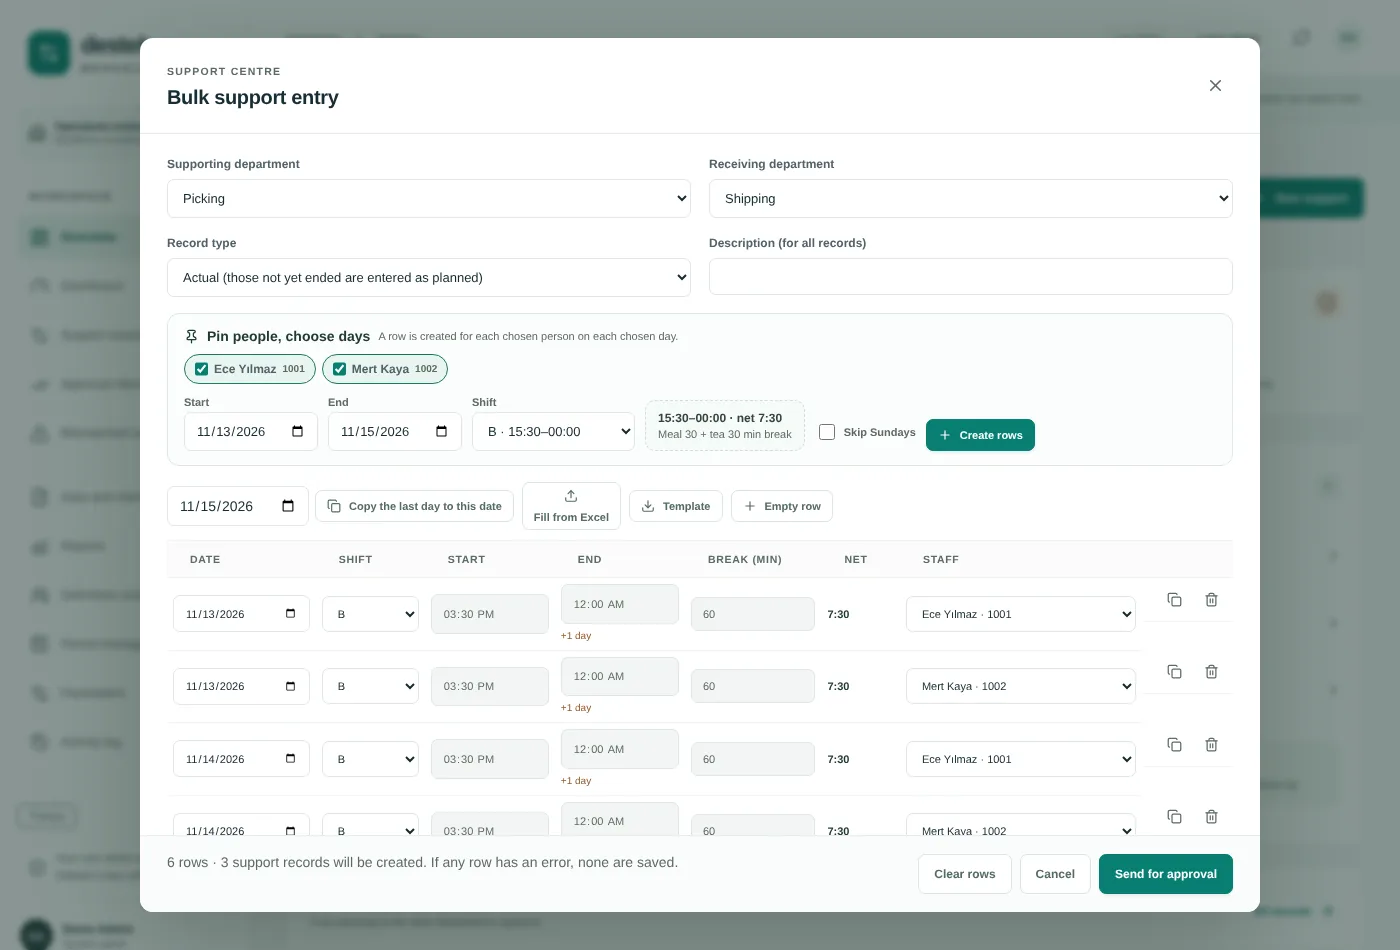 SUPPORT CENTRE
Bulk support entry
Supporting department
Receiving department
Picking
Shipping
Record type
Description (for all records)
Actual (those not yet ended are entered as planned)
Pin people, choose days A row is created for each chosen person on each chosen day.
Ece Yılmaz 1001 Mert Kaya 1002
Start End Shift
11/13/2026 11/15/2026 B · 15:30–00:00
15:30–00:00 · net 7:30
Meal 30 + tea 30 min break
Skip Sundays
Create rows
11/15/2026 Copy the last day to this date Fill from Excel Template Empty row
DATE SHIFT START END BREAK (MIN) NET STAFF
11/13/2026 B 03:30 PM 12:00 AM 60 7:30 Ece Yılmaz · 1001
+1 day
11/13/2026 B 03:30 PM 12:00 AM 60 7:30 Mert Kaya · 1002
+1 day
11/14/2026 B 03:30 PM 12:00 AM 60 7:30 Ece Yılmaz · 1001
+1 day
11/14/2026 B 03:30 PM 12:00 AM 60 7:30 Mert Kaya · 1002
6 rows · 3 support records will be created. If any row has an error, none are saved.
Clear rows Cancel Send for approval